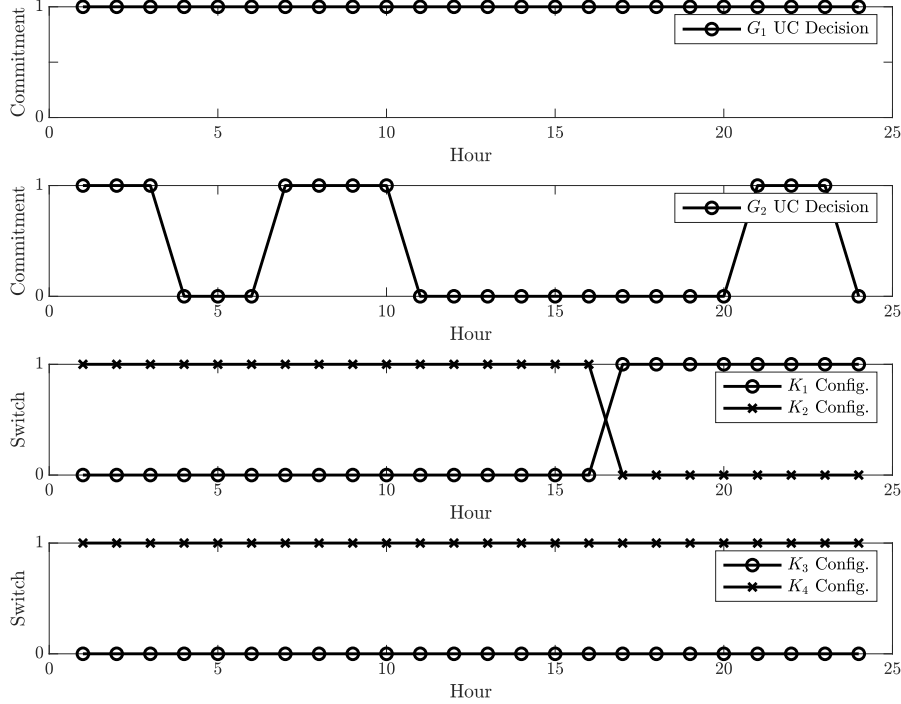 Commitment
1
0
0 5 10 15 20 25
Hour
G₁ UC Decision
Commitment
1
0
0 5 10 15 20 25
Hour
G₂ UC Decision
Switch
1
0
0 5 10 15 20 25
Hour
K₁ Config.
K₂ Config.
Switch
1
0
0 5 10 15 20 25
Hour
K₃ Config.
K₄ Config.